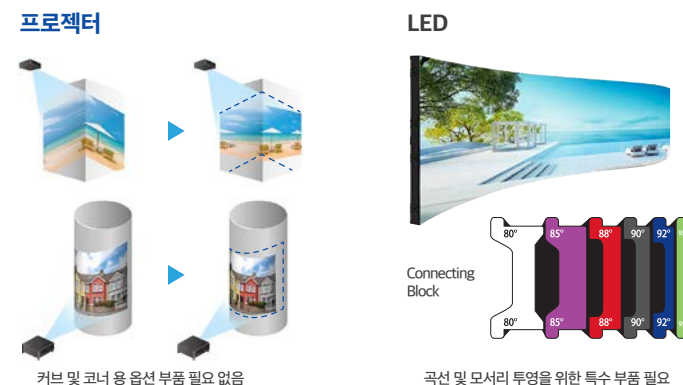 프로젝터
LED
80° 85° 88° 90° 92°
Connecting
Block
80° 85° 88° 90° 92°
커브 및 코너 용 옵션 부품 필요 없음
곡선 및 모서리 투영을 위한 특수 부품 필요